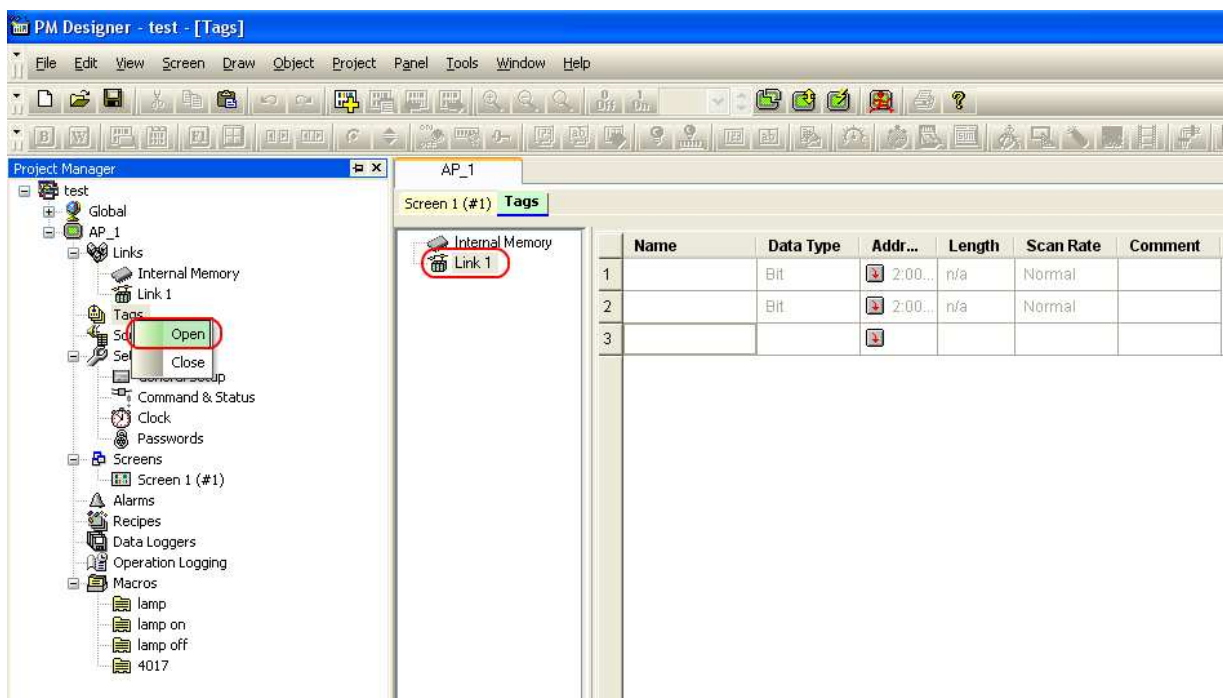 PM Designer - test - [Tags]
File Edit View Screen Draw Object Project Panel Tools Window Help
Project Manager
test
Global
AP_1
Links
Internal Memory
Link 1
Tags
Open
Close
General Setup
Command & Status
Clock
Passwords
Screens
Screen 1 (#1)
Alarms
Recipes
Data Loggers
Operation Logging
Macros
lamp
lamp on
lamp off
4017
AP_1
Screen 1 (#1) Tags
Internal Memory
Link 1
Name Data Type Addr... Length Scan Rate Comment
1 Bit 2:00... n/a Normal
2 Bit 2:00... n/a Normal
3